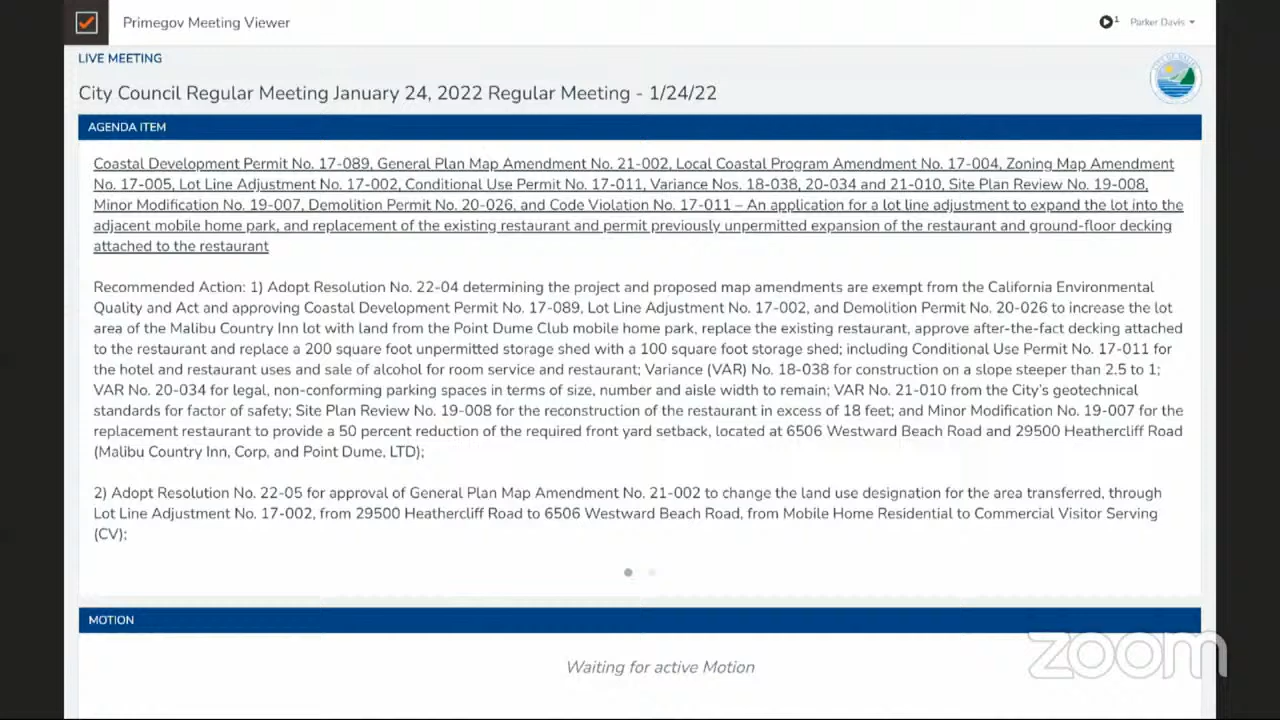 Primegov Meeting Viewer
1 Parker Davis
LIVE MEETING
City Council Regular Meeting January 24, 2022 Regular Meeting - 1/24/22
AGENDA ITEM
Coastal Development Permit No. 17-089, General Plan Map Amendment No. 21-002, Local Coastal Program Amendment No. 17-004, Zoning Map Amendment
No. 17-005, Lot Line Adjustment No. 17-002, Conditional Use Permit No. 17-011, Variance Nos. 18-038, 20-034 and 21-010, Site Plan Review No. 19-008,
Minor Modification No. 19-007, Demolition Permit No. 20-026, and Code Violation No. 17-011 – An application for a lot line adjustment to expand the lot into the
adjacent mobile home park, and replacement of the existing restaurant and permit previously unpermitted expansion of the restaurant and ground-floor decking
attached to the restaurant
Recommended Action: 1) Adopt Resolution No. 22-04 determining the project and proposed map amendments are exempt from the California Environmental
Quality and Act and approving Coastal Development Permit No. 17-089, Lot Line Adjustment No. 17-002, and Demolition Permit No. 20-026 to increase the lot
area of the Malibu Country Inn lot with land from the Point Dume Club mobile home park, replace the existing restaurant, approve after-the-fact decking attached
to the restaurant and replace a 200 square foot unpermitted storage shed with a 100 square foot storage shed; including Conditional Use Permit No. 17-011 for
the hotel and restaurant uses and sale of alcohol for room service and restaurant; Variance (VAR) No. 18-038 for construction on a slope steeper than 2.5 to 1;
VAR No. 20-034 for legal, non-conforming parking spaces in terms of size, number and aisle width to remain; VAR No. 21-010 from the City's geotechnical
standards for factor of safety; Site Plan Review No. 19-008 for the reconstruction of the restaurant in excess of 18 feet; and Minor Modification No. 19-007 for the
replacement restaurant to provide a 50 percent reduction of the required front yard setback, located at 6506 Westward Beach Road and 29500 Heathercliff Road
(Malibu Country Inn, Corp, and Point Dume, LTD);
2) Adopt Resolution No. 22-05 for approval of General Plan Map Amendment No. 21-002 to change the land use designation for the area transferred, through
Lot Line Adjustment No. 17-002, from 29500 Heathercliff Road to 6506 Westward Beach Road, from Mobile Home Residential to Commercial Visitor Serving
(CV);
MOTION
Waiting for active Motion
zoom